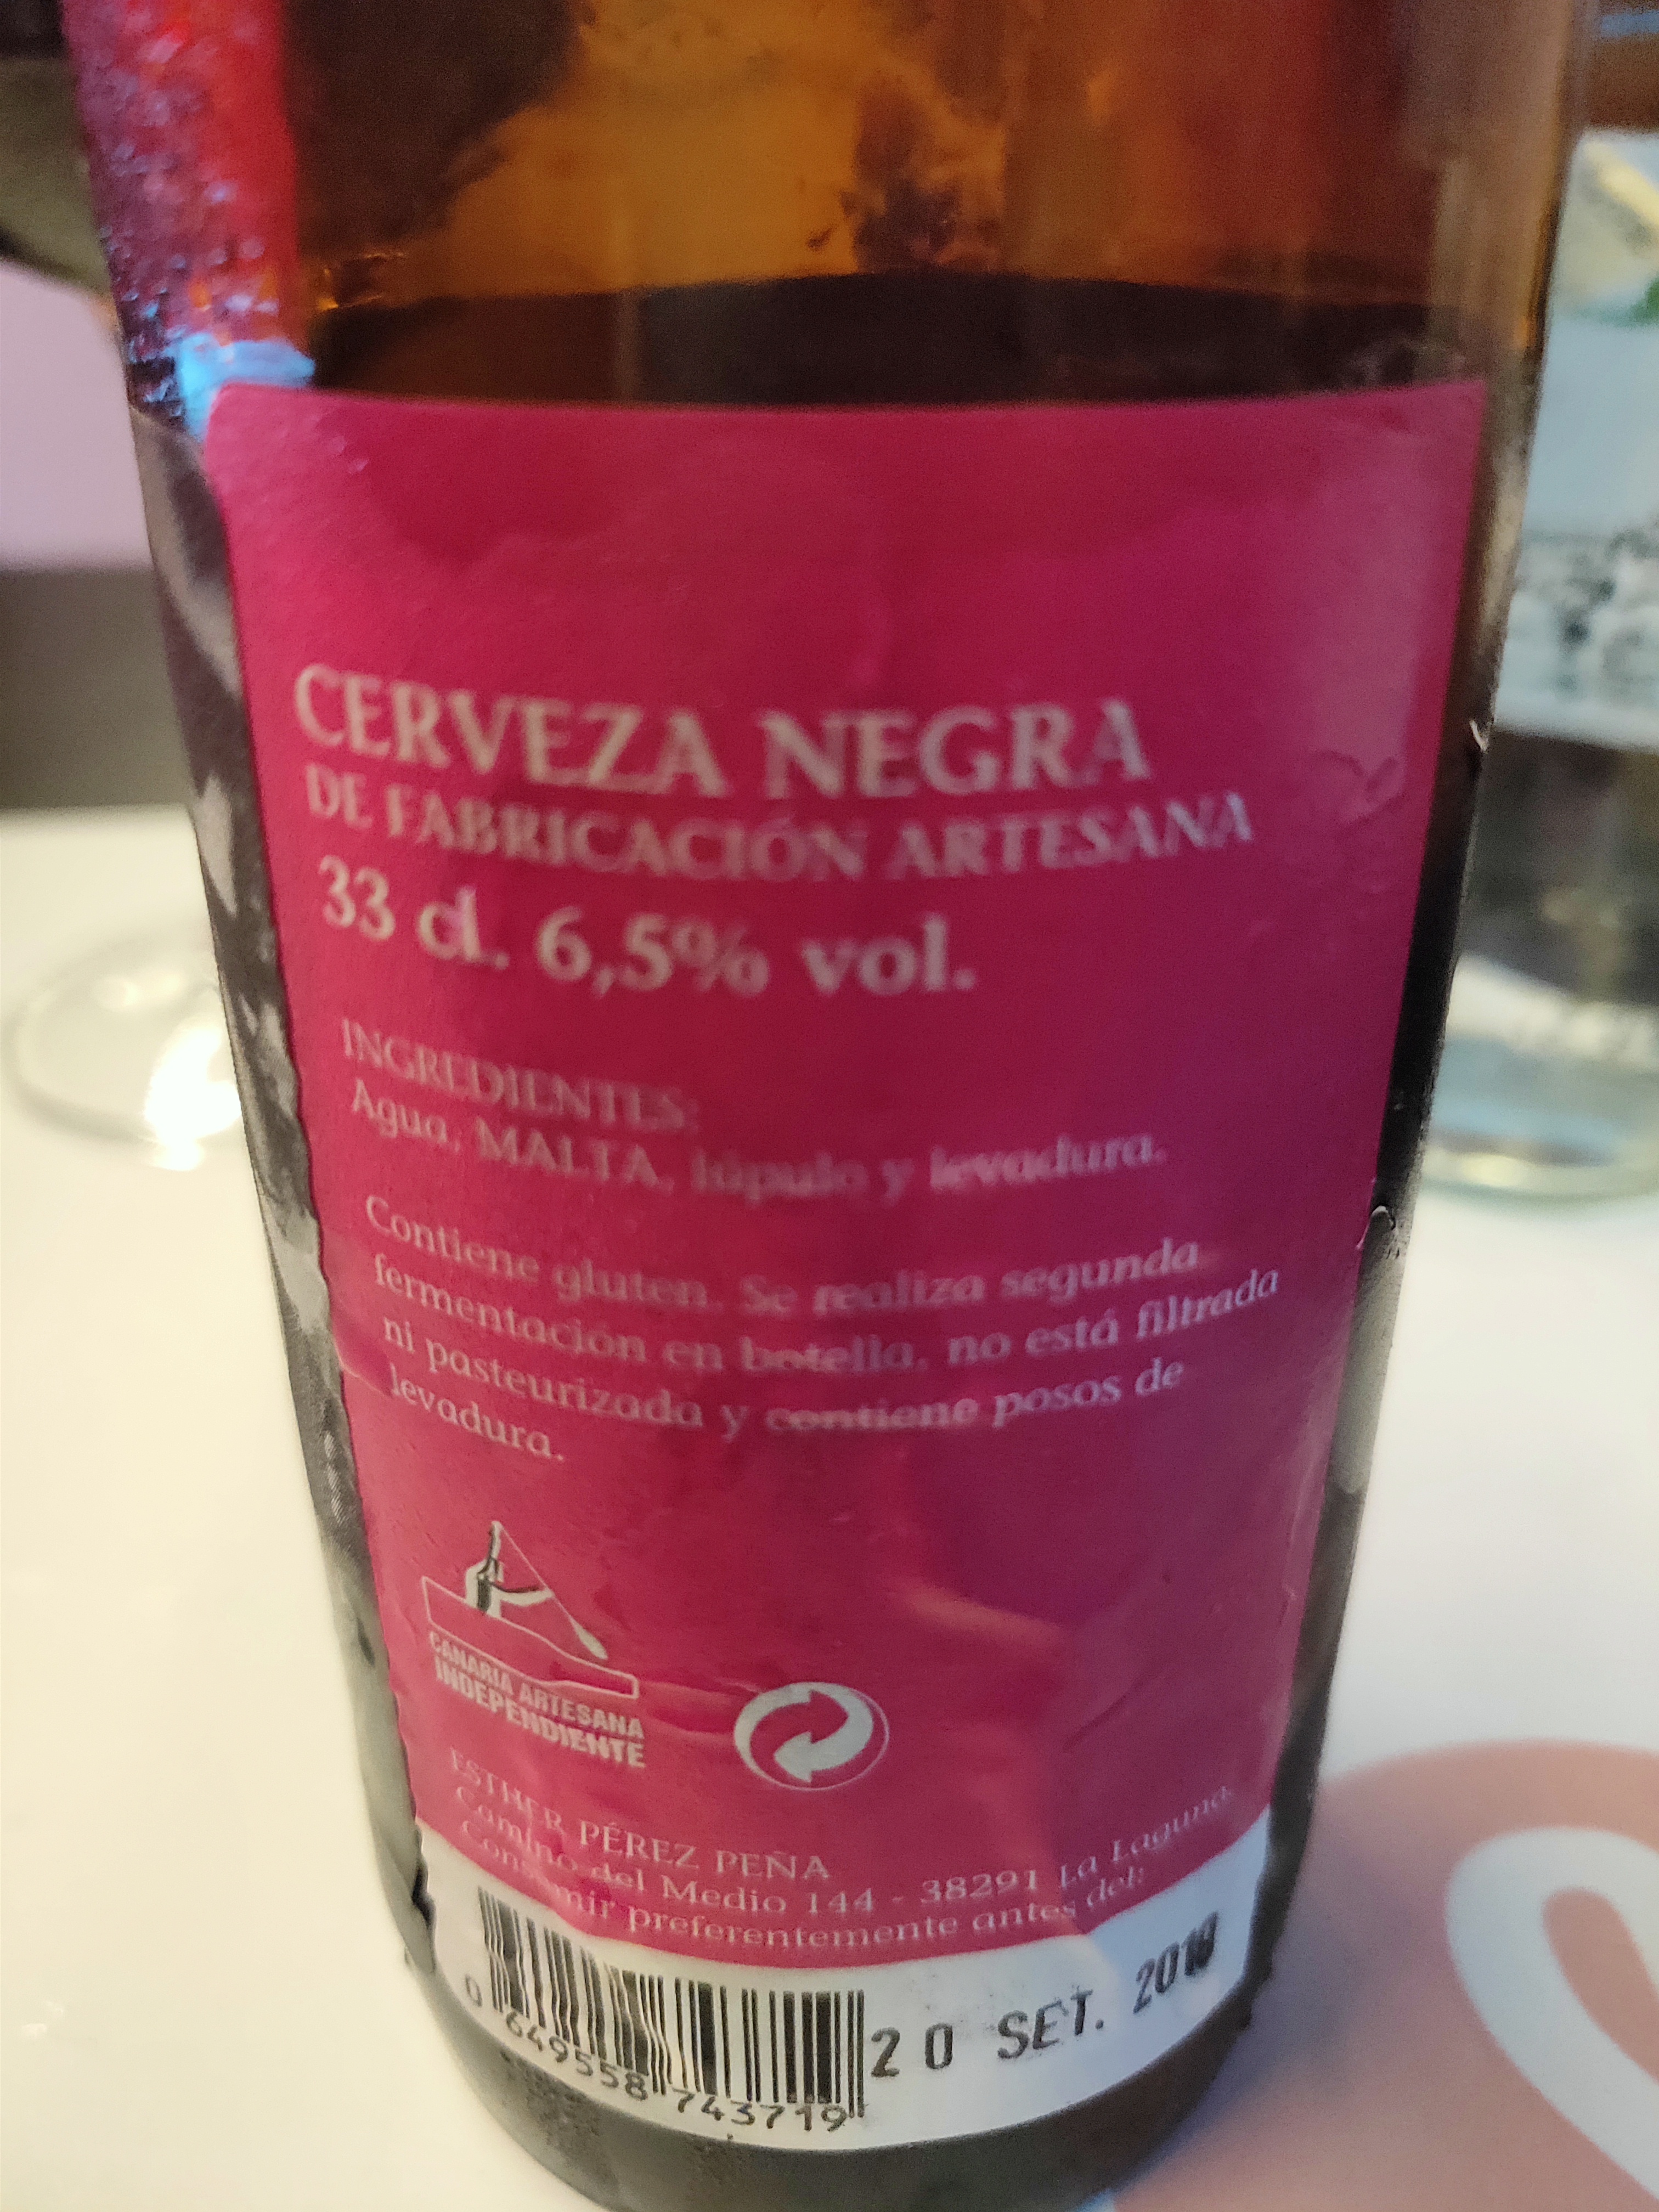 CERVEZA NEGRA
DE FABRICACIÓN ARTESANA
33 cl. 6,5% vol.
INGREDIENTES:
Agua, MALTA, lúpulo y levadura.
Contiene gluten. Se realiza segunda
fermentación en botella, no está filtrada
ni pasteurizada y contiene posos de
levadura.
CANARIA ARTESANA
INDEPENDIENTE
ESTHER PÉREZ PEÑA
Camino del Medio 144 - 38291 La Laguna.
Consumir preferentemente antes del:
20 SET.
0 649558 743719